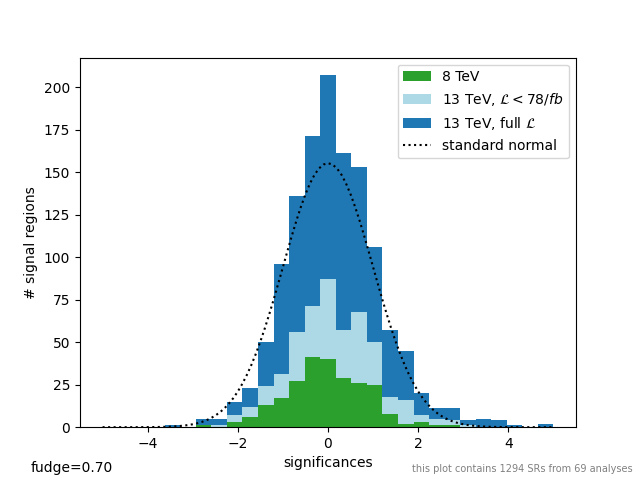 8 TeV
13 TeV, ℒ < 78/fb
13 TeV, full ℒ
standard normal
# signal regions
200
175
150
125
100
75
50
25
0
−4
−2
0
2
4
significances
fudge=0.70
this plot contains 1294 SRs from 69 analyses